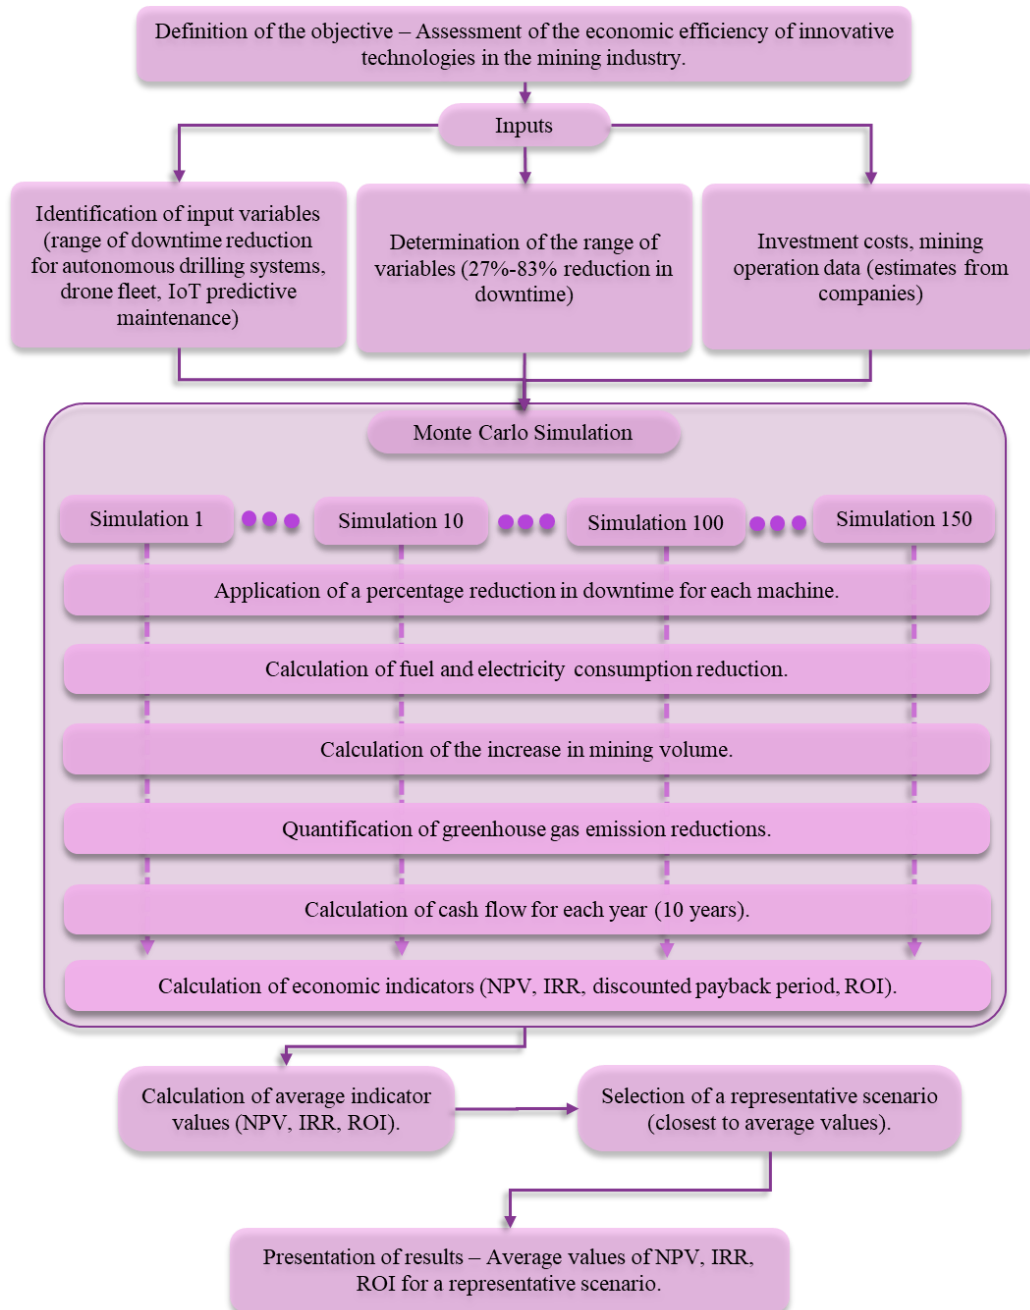 Definition of the objective – Assessment of the economic efficiency of innovative
technologies in the mining industry.
Inputs
Identification of input variables
(range of downtime reduction
for autonomous drilling systems,
drone fleet, IoT predictive
maintenance)
Determination of the range of
variables (27%-83% reduction in
downtime)
Investment costs, mining
operation data (estimates from
companies)
Monte Carlo Simulation
Simulation 1
Simulation 10
Simulation 100
Simulation 150
Application of a percentage reduction in downtime for each machine.
Calculation of fuel and electricity consumption reduction.
Calculation of the increase in mining volume.
Quantification of greenhouse gas emission reductions.
Calculation of cash flow for each year (10 years).
Calculation of economic indicators (NPV, IRR, discounted payback period, ROI).
Calculation of average indicator
values (NPV, IRR, ROI).
Selection of a representative scenario
(closest to average values).
Presentation of results – Average values of NPV, IRR,
ROI for a representative scenario.